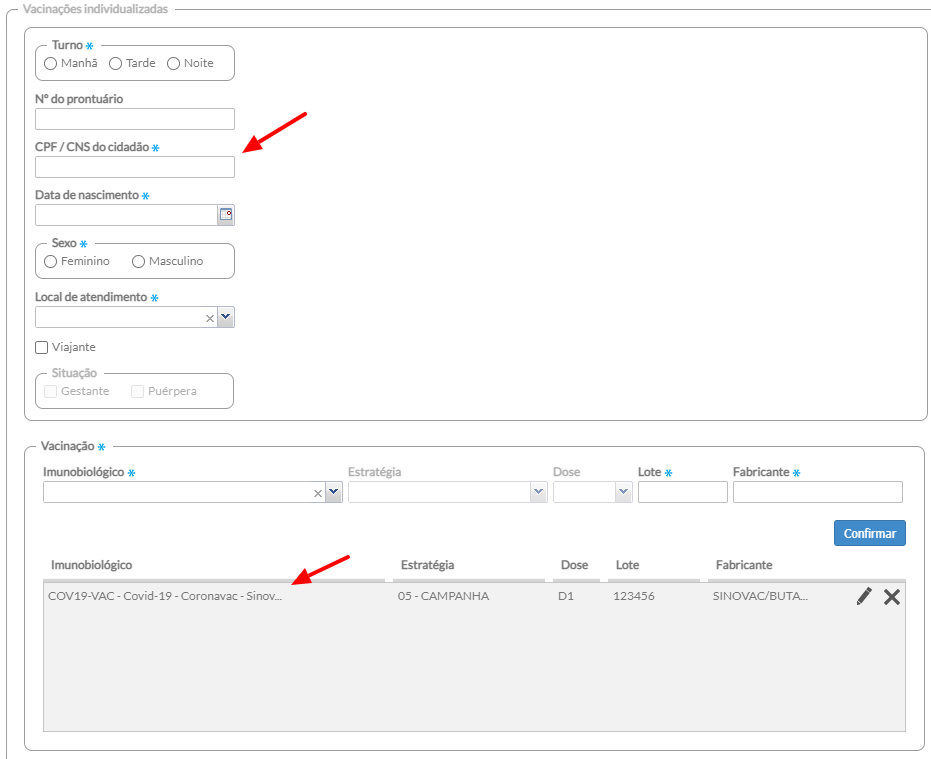 Vacinações individualizadas
Turno *
Manhã Tarde Noite
Nº do prontuário
CPF / CNS do cidadão *
Data de nascimento *
Sexo *
Feminino Masculino
Local de atendimento *
Viajante
Situação
Gestante Puérpera
Vacinação *
Imunobiológico * Estratégia Dose Lote * Fabricante *
Confirmar
Imunobiológico Estratégia Dose Lote Fabricante
COV19-VAC - Covid-19 - Coronavac - Sinov... 05 - CAMPANHA D1 123456 SINOVAC/BUTA...